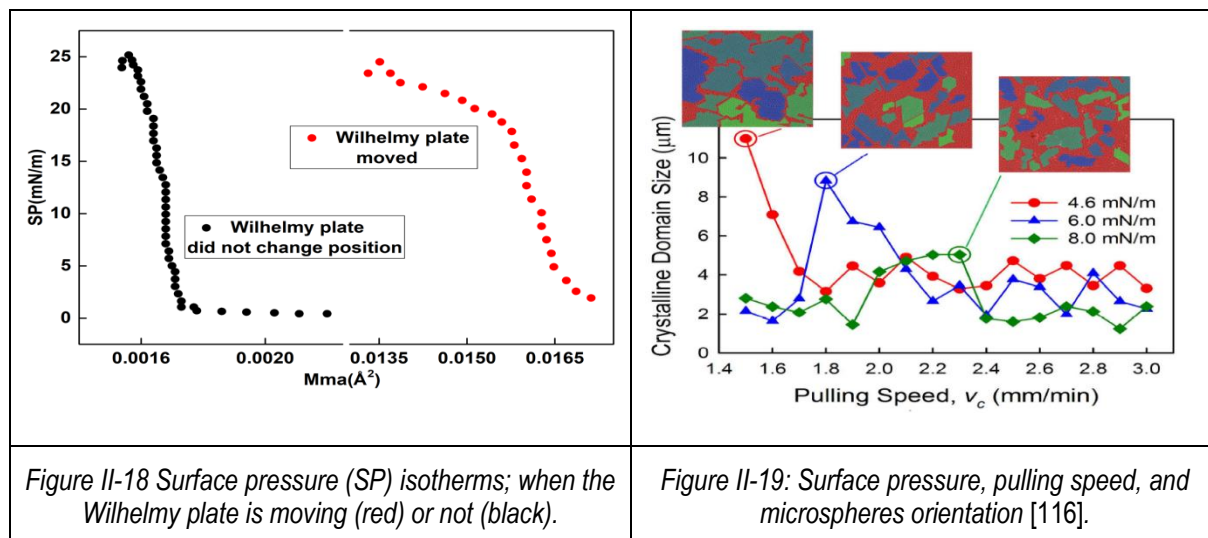 25
20
15
10
5
0
SP(mN/m)
Wilhelmy plate
moved
Wilhelmy plate
did not change position
0.0016 0.0020 0.0135 0.0150 0.0165
Mma(Å²)
Figure II-18 Surface pressure (SP) isotherms; when the
Wilhelmy plate is moving (red) or not (black).
Crystalline Domain Size (μm)
10
8
6
4
2
0
4.6 mN/m
6.0 mN/m
8.0 mN/m
1.4 1.6 1.8 2.0 2.2 2.4 2.6 2.8 3.0
Pulling Speed, vc (mm/min)
Figure II-19: Surface pressure, pulling speed, and
microspheres orientation [116].